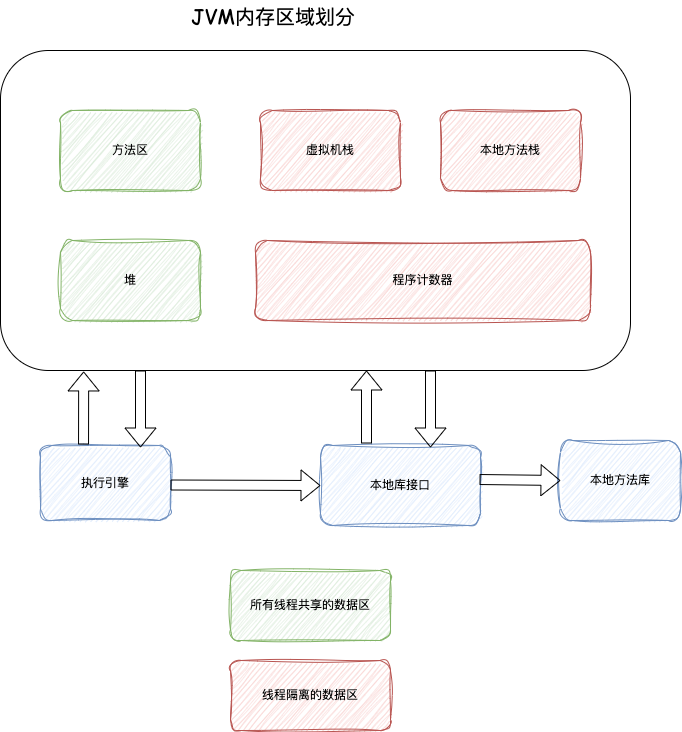 JVM内存区域划分
方法区
虚拟机栈
本地方法栈
堆
程序计数器
执行引擎
本地库接口
本地方法库
所有线程共享的数据区
线程隔离的数据区